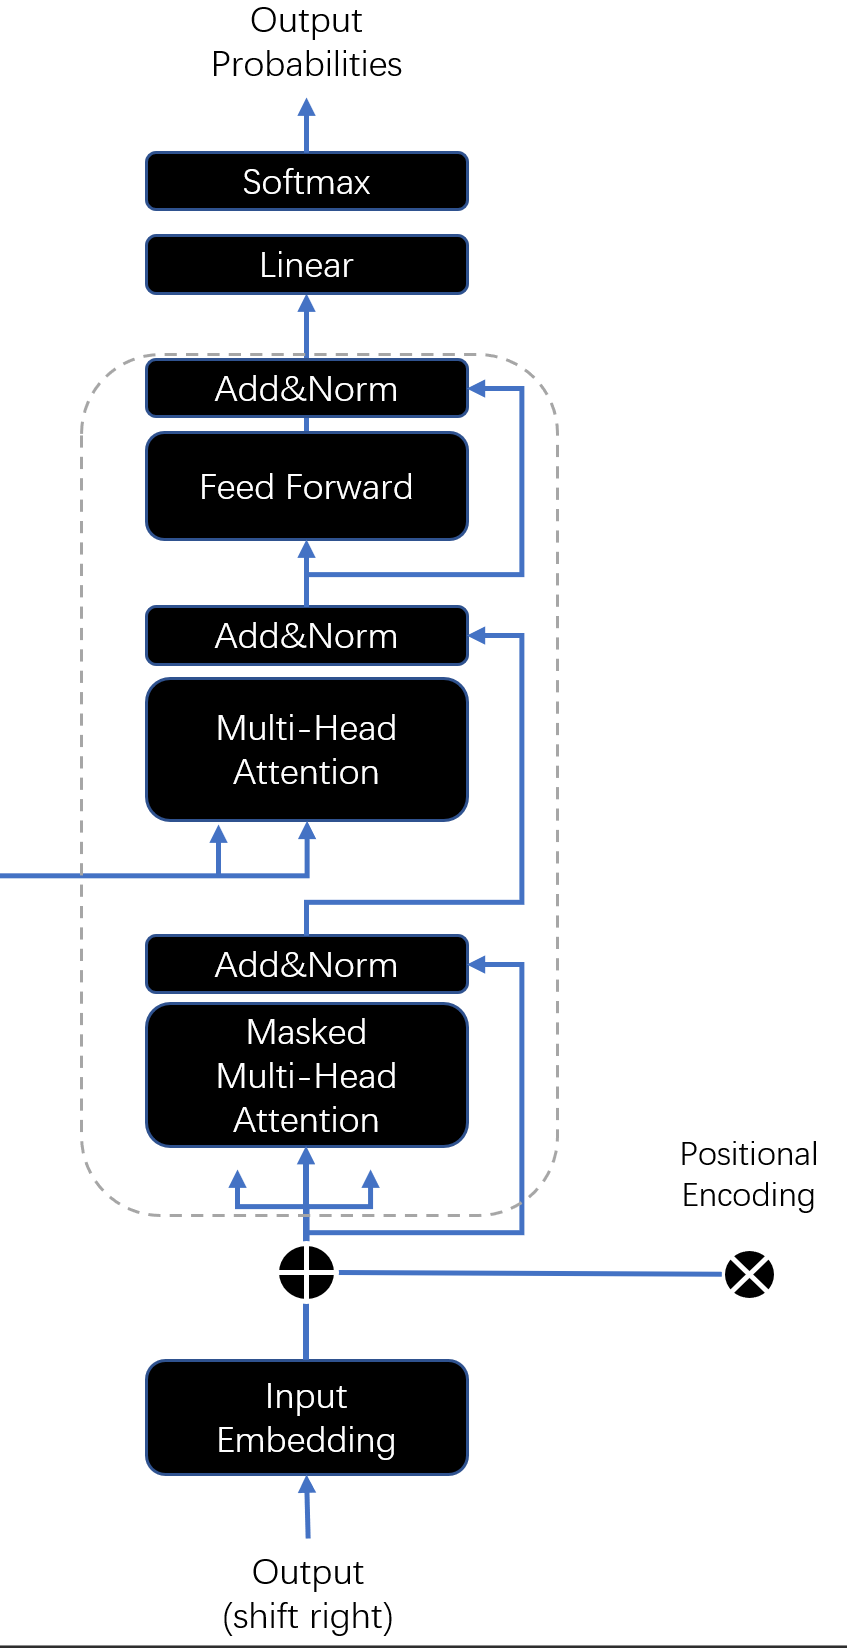 Output
Probabilities
Softmax
Linear
Add&Norm
Feed Forward
Add&Norm
Multi-Head
Attention
Add&Norm
Masked
Multi-Head
Attention
Positional
Encoding
Input
Embedding
Output
(shift right)